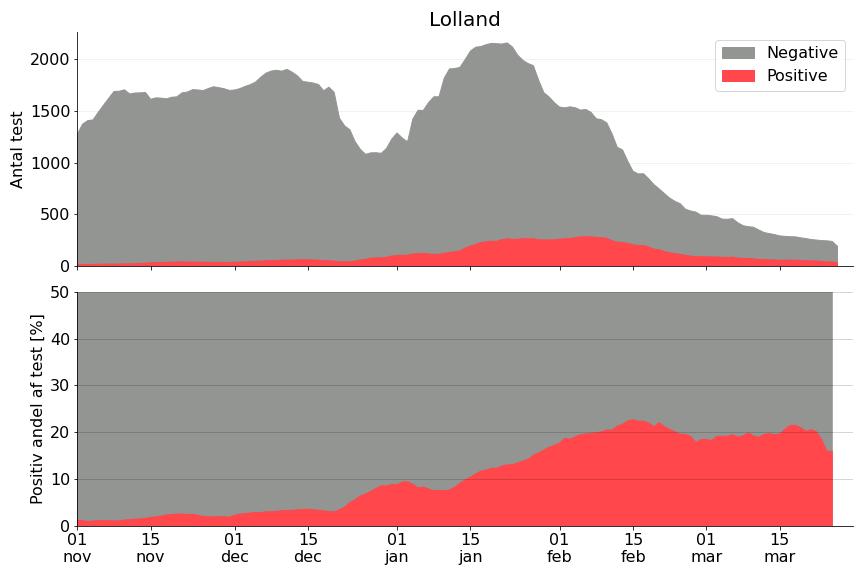 Lolland
Antal test
2000
1500
1000
500
0
Negative
Positive
Positiv andel af test [%]
50
40
30
20
10
0
01 15 01 15 01 15 01 15 01 15
nov nov dec dec jan jan feb feb mar mar